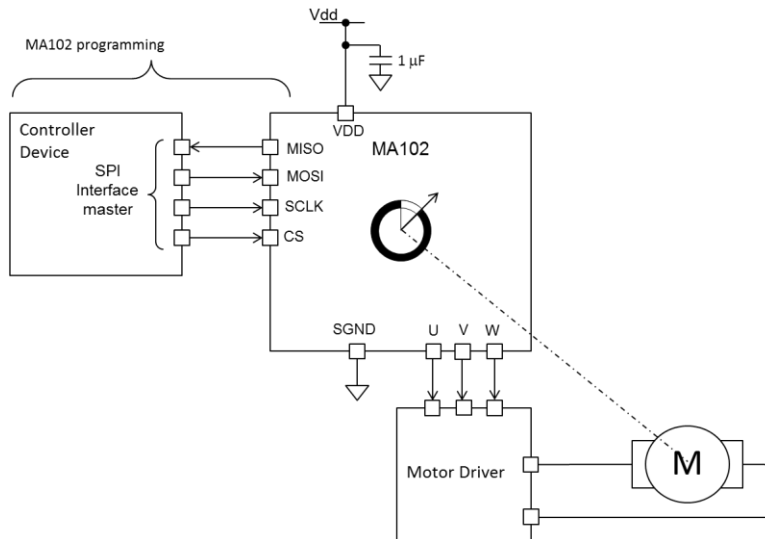 Vdd
MA102 programming
1 μF
Controller
Device
VDD
MISO
MA102
SPI
Interface
master
MOSI
SCLK
CS
SGND
U V W
Motor Driver
M